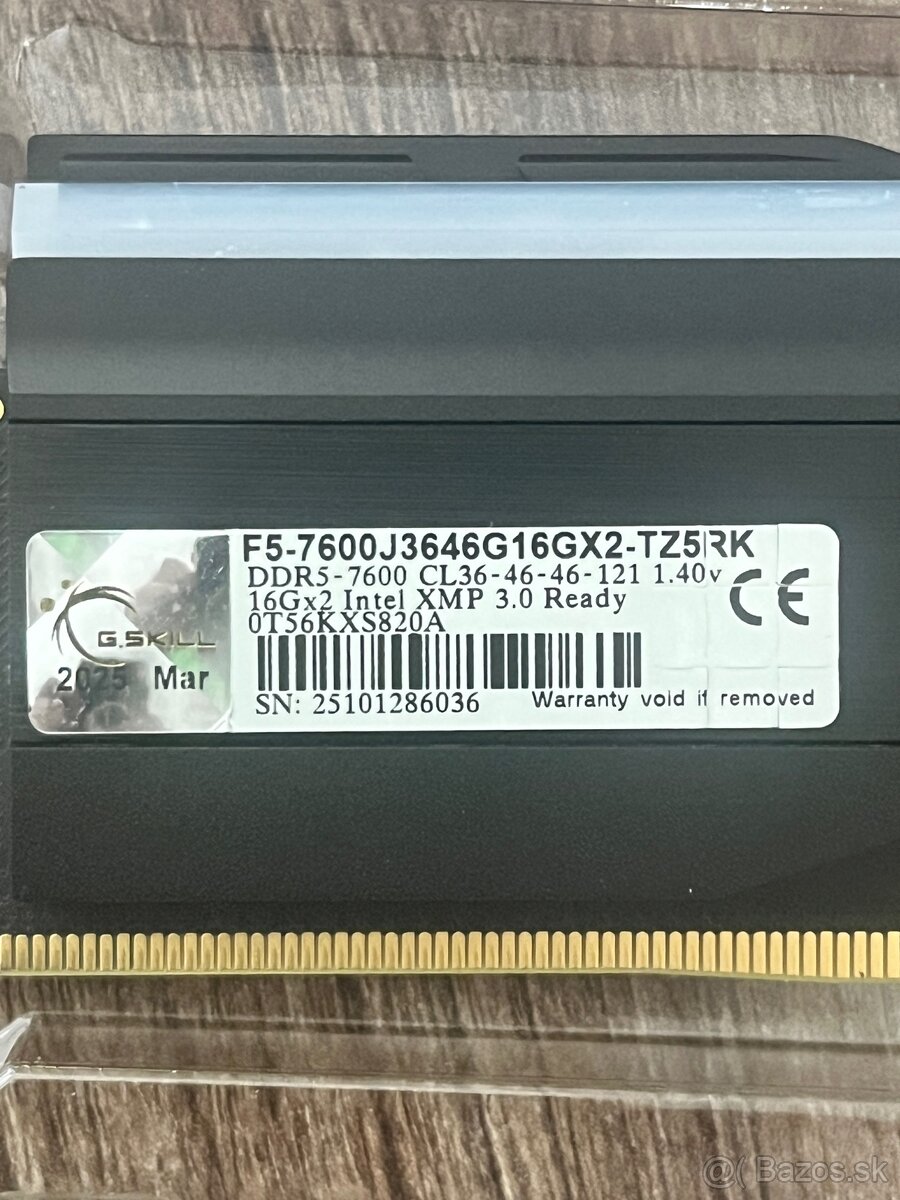 F5-7600J3646G16GX2-TZ5RK
DDR5-7600 CL36-46-46-121 1.40v
16Gx2 Intel XMP 3.0 Ready
0T56KXS820A
CE
G.SKILL
2025 Mar
SN: 25101286036
Warranty void if removed
@( Bazos.sk